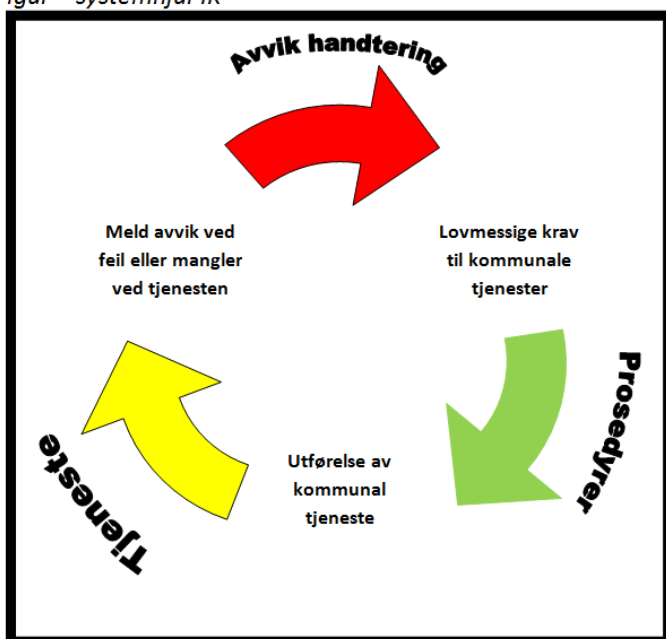 Avvik handtering
Meld avvik ved
feil eller mangler
ved tjenesten
Lovmessige krav
til kommunale
tjenester
Prosedyrer
Utførelse av
kommunal
tjeneste
Tjeneste